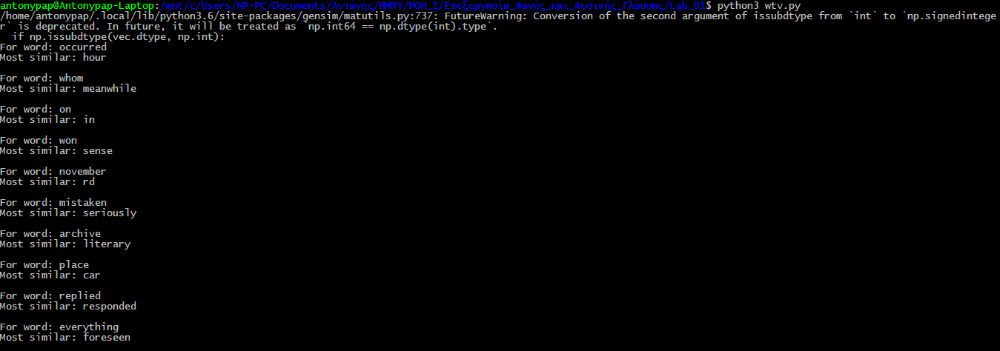 antonypap@Antonypap-Laptop:/mnt/c/Users/HP-PC/Documents/Αντώνης/ΗΜΜΥ/ΡΟΗ_Σ/Επεξεργασία_Φωνής_και_Φυσικής_Γλώσσας/Lab_01$ python3 wtv.py
/home/antonypap/.local/lib/python3.6/site-packages/gensim/matutils.py:737: FutureWarning: Conversion of the second argument of issubdtype from `int` to `np.signedintege
r` is deprecated. In future, it will be treated as `np.int64 == np.dtype(int).type`.
  if np.issubdtype(vec.dtype, np.int):
For word: occurred
Most similar: hour

For word: whom
Most similar: meanwhile

For word: on
Most similar: in

For word: won
Most similar: sense

For word: november
Most similar: rd

For word: mistaken
Most similar: seriously

For word: archive
Most similar: literary

For word: place
Most similar: car

For word: replied
Most similar: responded

For word: everything
Most similar: foreseen